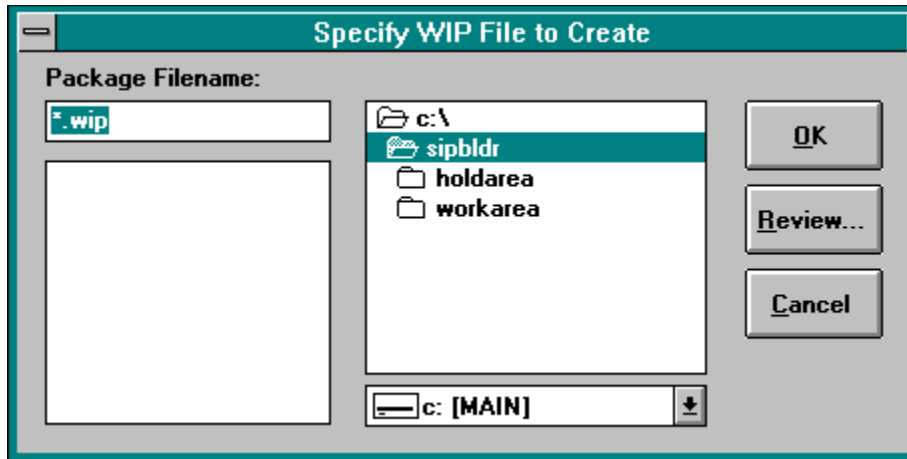 Specify WIP File to Create
Package Filename:
*.wip
c:\
sipbldr
holdarea
workarea
c: [MAIN]
OK
Review...
Cancel